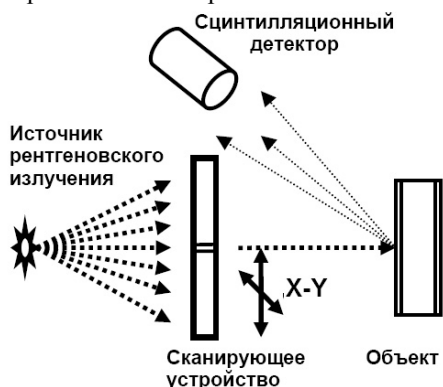 Сцинтилляционный
детектор
Источник
рентгеновского
излучения
X-Y
Сканирующее
устройство
Объект